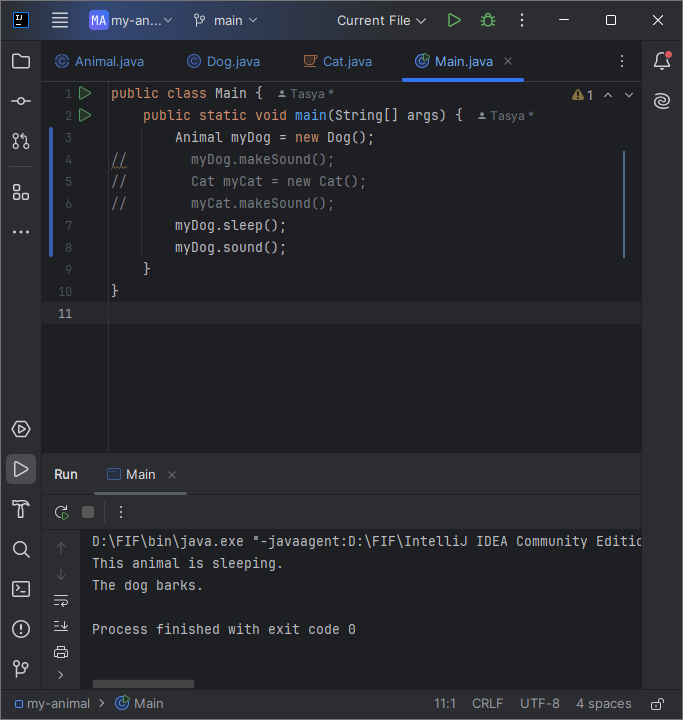 IJ MA my-an... main Current File
Animal.java Dog.java Cat.java Main.java
1 public class Main { Tasya * 1
2 public static void main(String[] args) { Tasya *
3 Animal myDog = new Dog();
4 // myDog.makeSound();
5 // Cat myCat = new Cat();
6 // myCat.makeSound();
7 myDog.sleep();
8 myDog.sound();
9 }
10 }
11
Run Main
D:\FIF\bin\java.exe "-javaagent:D:\FIF\IntelliJ IDEA Community Editio
This animal is sleeping.
The dog barks.
Process finished with exit code 0
my-animal > Main 11:1 CRLF UTF-8 4 spaces